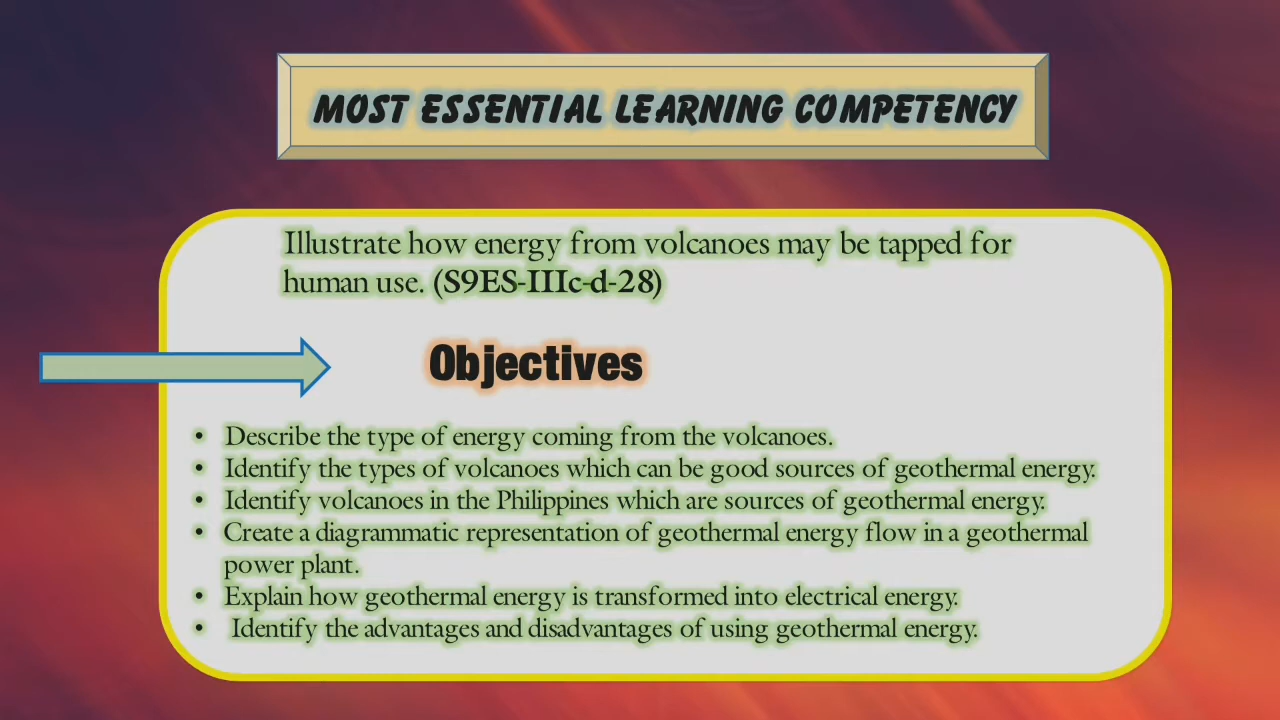 MOST ESSENTIAL LEARNING COMPETENCY
Illustrate how energy from volcanoes may be tapped for
human use. (S9ES-IIIc-d-28)
Objectives
• Describe the type of energy coming from the volcanoes.
• Identify the types of volcanoes which can be good sources of geothermal energy.
• Identify volcanoes in the Philippines which are sources of geothermal energy.
• Create a diagrammatic representation of geothermal energy flow in a geothermal
power plant.
• Explain how geothermal energy is transformed into electrical energy.
• Identify the advantages and disadvantages of using geothermal energy.